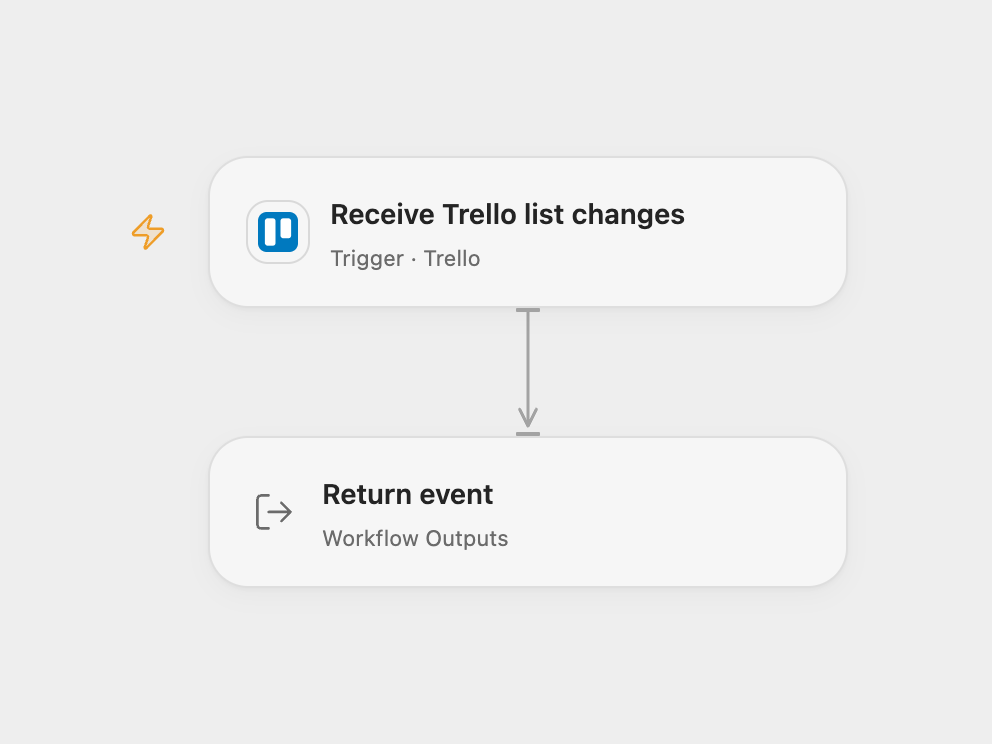 Receive Trello list changes
Trigger · Trello
Return event
Workflow Outputs